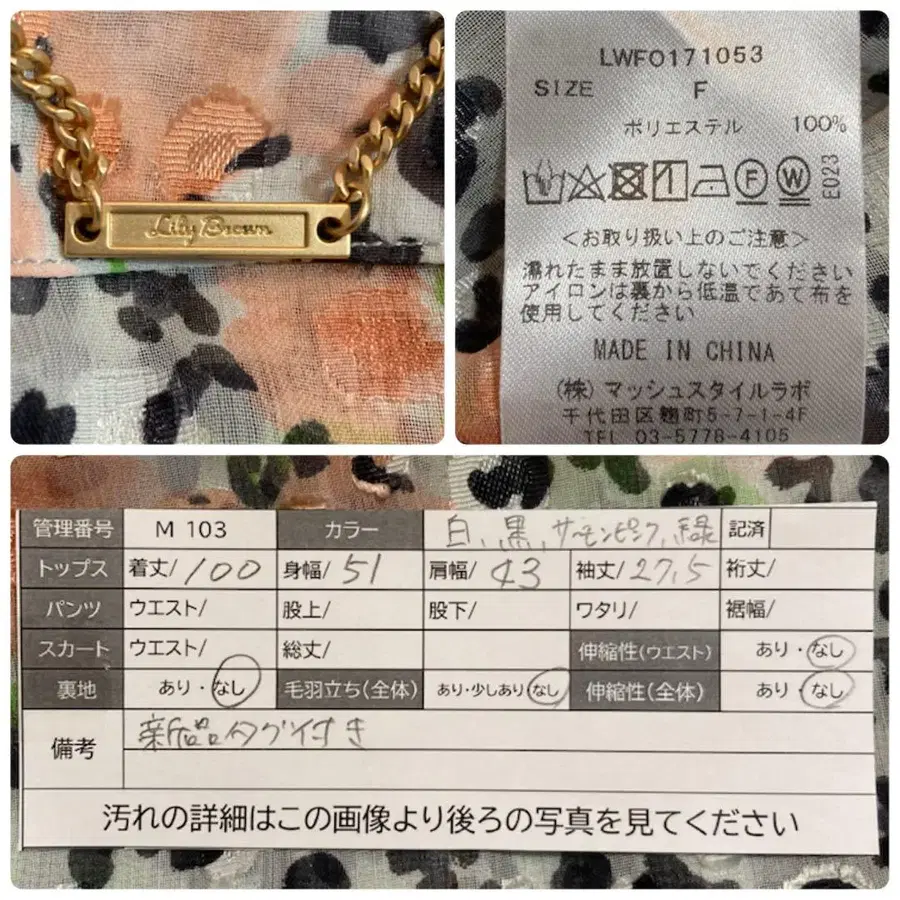 Lily Brown
LWFO171053
SIZE F
ポリエステル 100%
F W E023
<お取り扱い上のご注意>
濡れたまま放置しないでください
アイロンは裏から低温であて布を
使用してください
MADE IN CHINA
(株) マッシュスタイルラボ
千代田区麹町5-7-1-4F
TEL 03-5778-4105
管理番号 M 103 カラー 白、黒、サーモンピンク、緑 記済
トップス 着丈/100 身幅/51 肩幅/43 袖丈/27,5 裄丈/
パンツ ウエスト/ 股上/ 股下/ ワタリ/ 裾幅/
スカート ウエスト/ 総丈/ 伸縮性(ウエスト) あり・なし
裏地 あり・なし 毛羽立ち(全体) あり・少しあり・なし 伸縮性(全体) あり・なし
備考 新品タグ付き
汚れの詳細はこの画像より後ろの写真を見てください